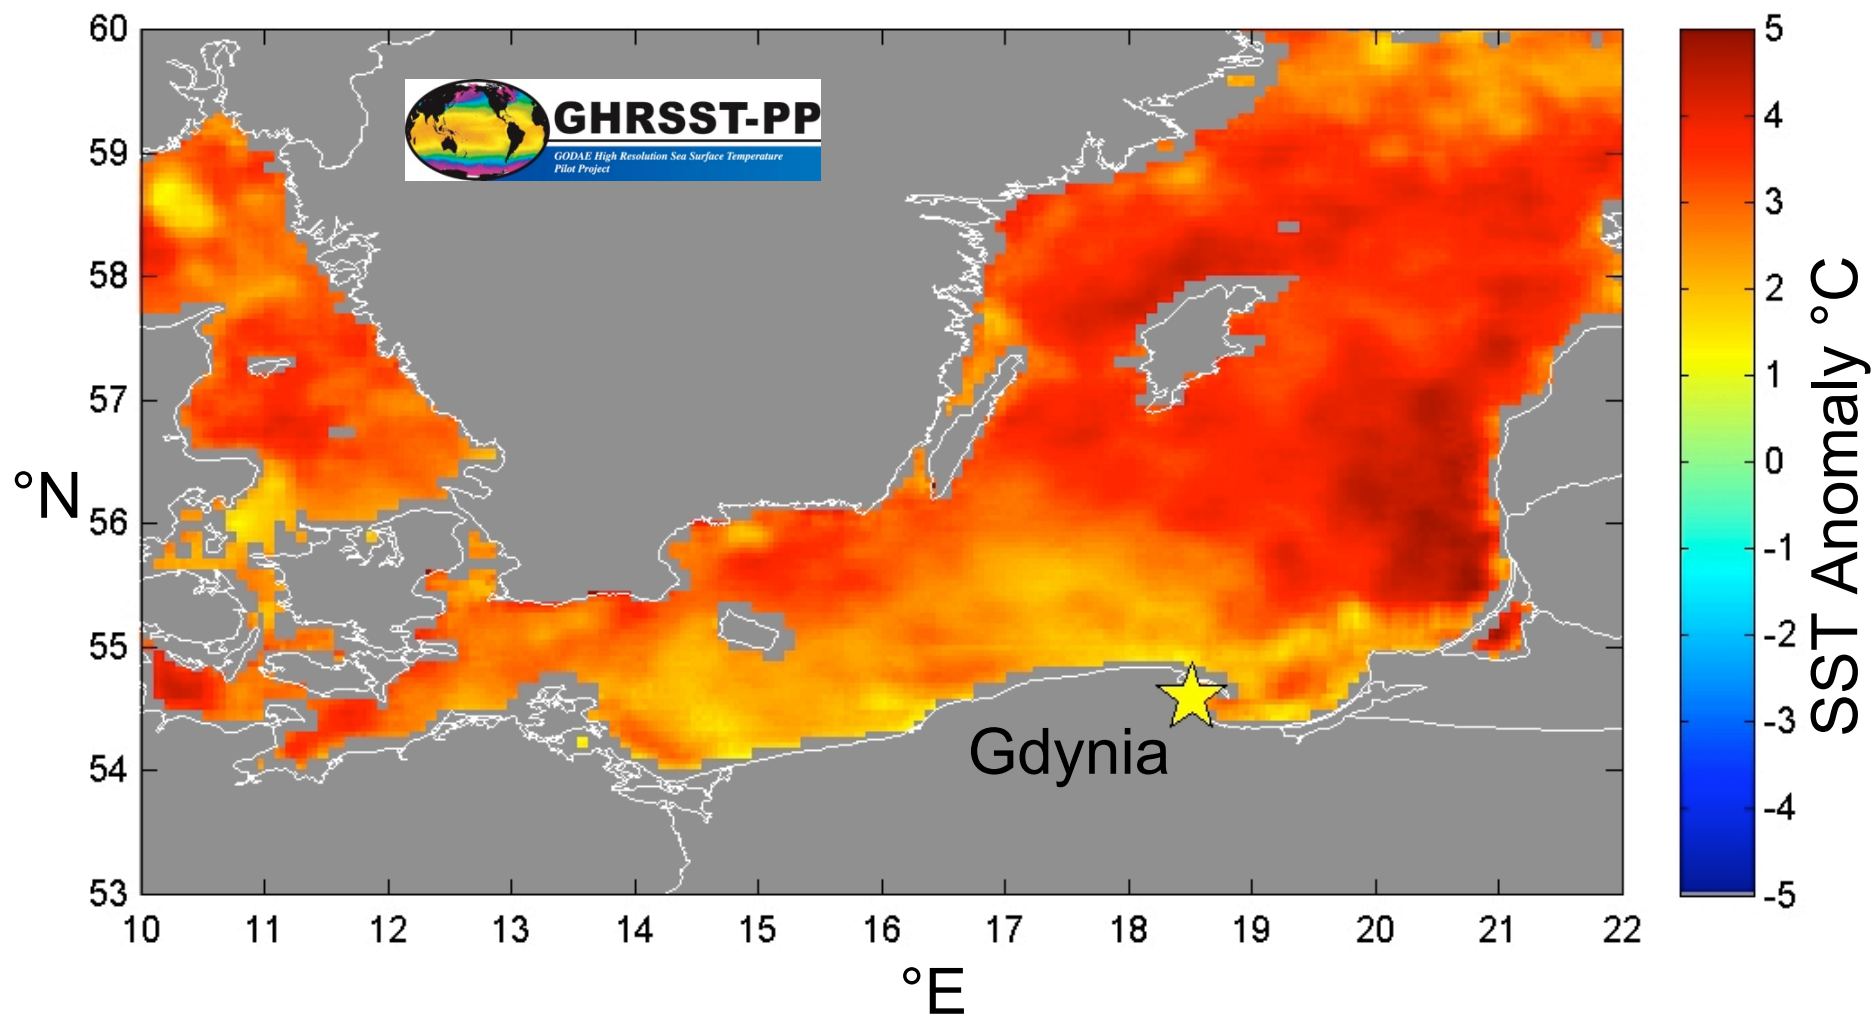 GHRSST-PP
GODAE High Resolution Sea Surface Temperature
Pilot Project
60
59
58
57
56
55
54
53
°N
10 11 12 13 14 15 16 17 18 19 20 21 22
°E
Gdynia
5
4
3
2
1
0
-1
-2
-3
-4
-5
SST Anomaly °C